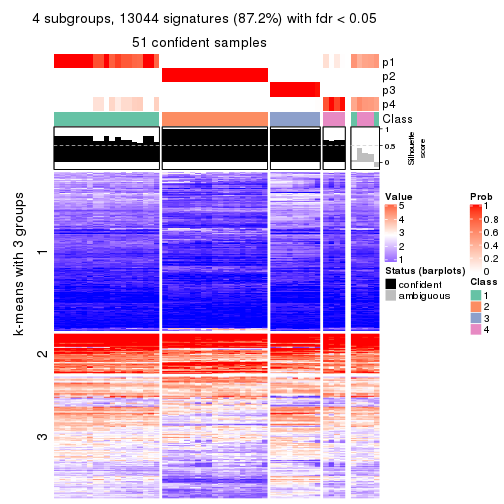 4 subgroups, 13044 signatures (87.2%) with fdr < 0.05
51 confident samples
p1
p2
p3
p4
Class
1
0.5
0
Silhouette
score
k-means with 3 groups
1
2
3
Value
5
4
3
2
1
Prob
1
0.8
0.6
0.4
0.2
0
Status (barplots)
confident
ambiguous
Class
1
2
3
4